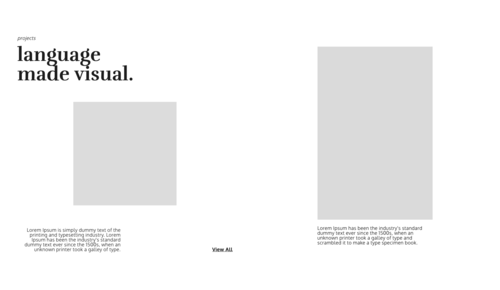 projects
language
made visual.
Lorem Ipsum is simply dummy text of the
printing and typesetting industry. Lorem
Ipsum has been the industry's standard
dummy text ever since the 1500s, when an
unknown printer took a galley of type.
View All
Lorem Ipsum has been the industry's standard
dummy text ever since the 1500s, when an
unknown printer took a galley of type and
scrambled it to make a type specimen book.